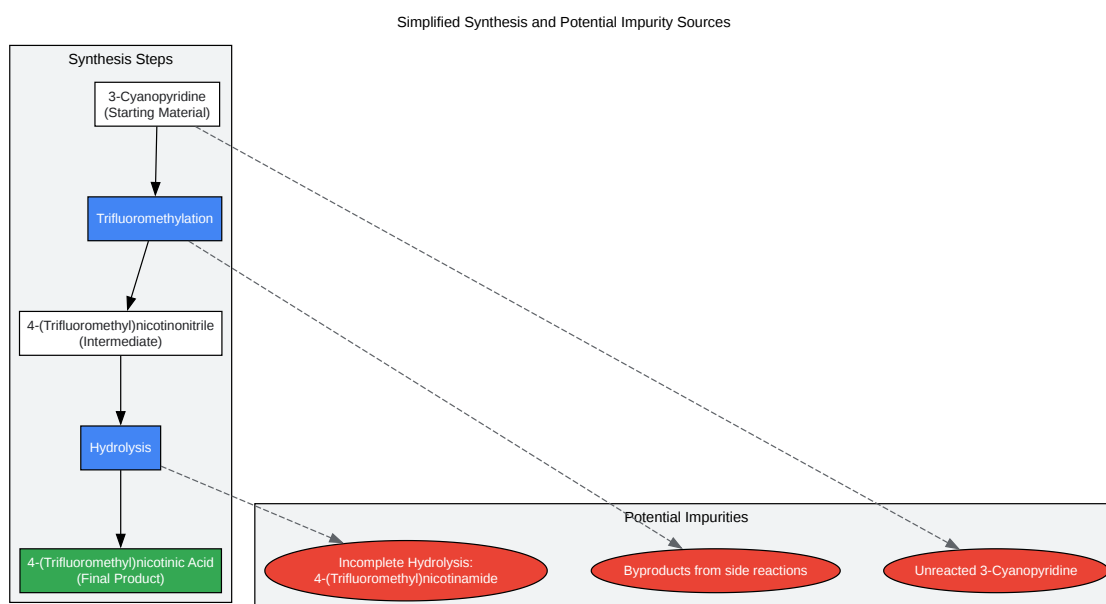 Simplified Synthesis and Potential Impurity Sources
Synthesis Steps
3-Cyanopyridine
(Starting Material)
Trifluoromethylation
4-(Trifluoromethyl)nicotinonitrile
(Intermediate)
Hydrolysis
4-(Trifluoromethyl)nicotinic Acid
(Final Product)
Potential Impurities
Incomplete Hydrolysis:
4-(Trifluoromethyl)nicotinamide
Byproducts from side reactions
Unreacted 3-Cyanopyridine